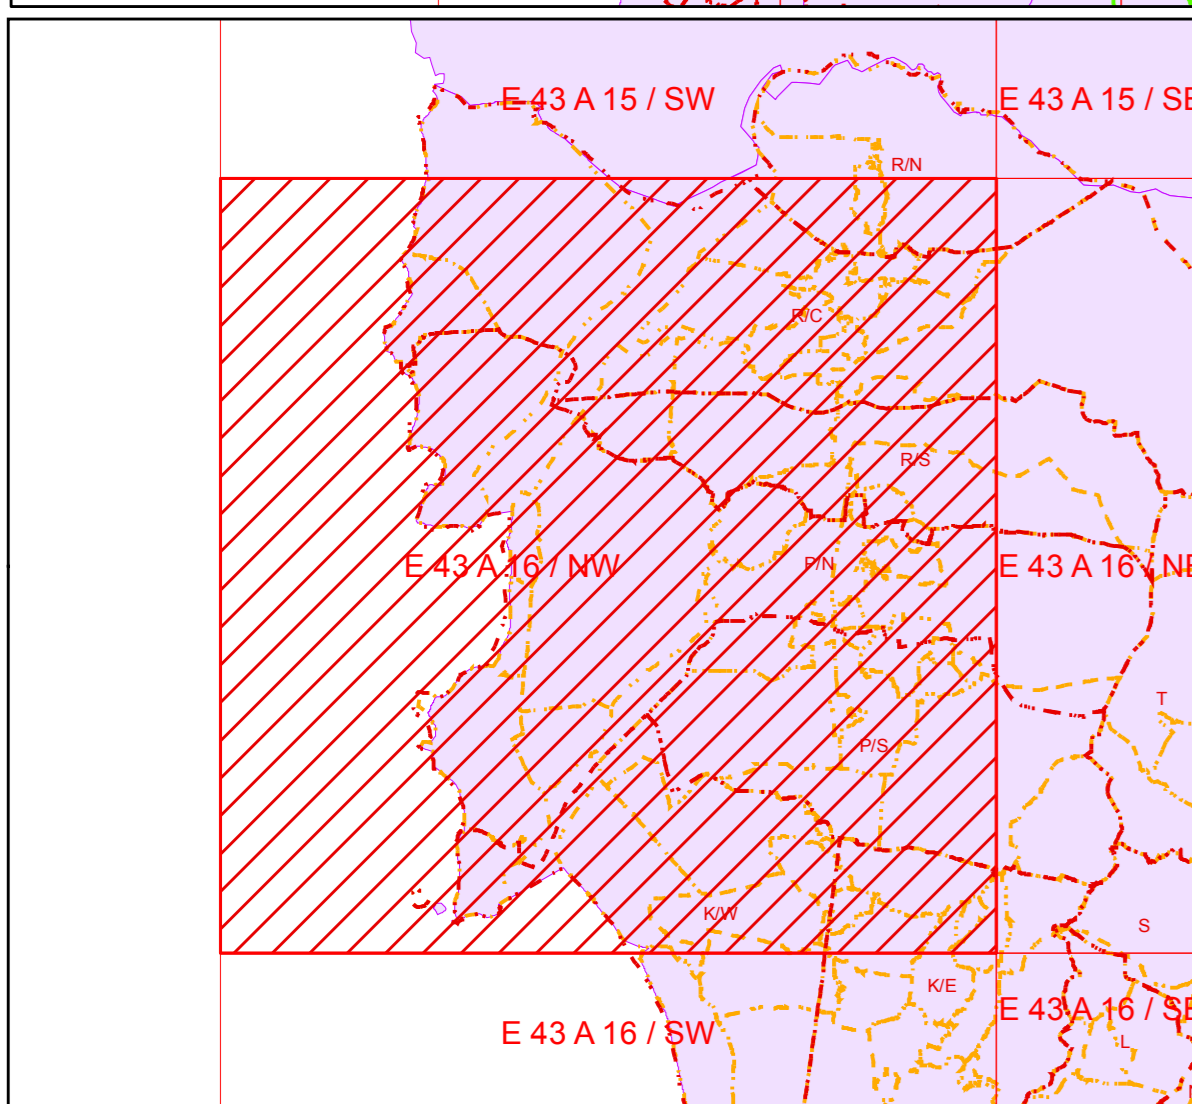 E 43 A 15 / SW
E 43 A 15 / SE
R/N
R/C
R/S
E 43 A 16 / NW
P/N
E 43 A 16 / NE
T
P/S
K/W
S
K/E
E 43 A 16 / SW
E 43 A 16 / SE
L